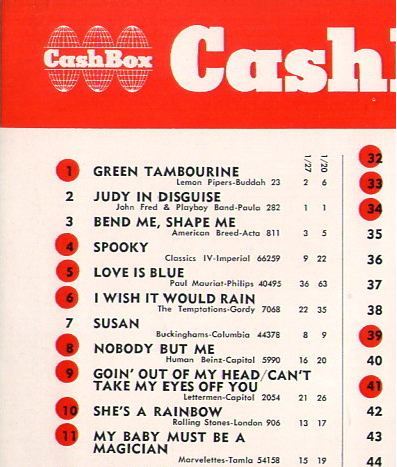 CashBox
Cash
1/27 1/20
1 GREEN TAMBOURINE
Lemon Pipers-Buddah 23 2 6
2 JUDY IN DISGUISE
John Fred & Playboy Band-Paula 282 1 1
3 BEND ME, SHAPE ME
American Breed-Acta 811 3 5
4 SPOOKY
Classics IV-Imperial 66259 9 22
5 LOVE IS BLUE
Paul Mauriat-Philips 40495 36 63
6 I WISH IT WOULD RAIN
The Temptations-Gordy 7068 22 35
7 SUSAN
Buckinghams-Columbia 44378 8 9
8 NOBODY BUT ME
Human Beinz-Capitol 5990 16 20
9 GOIN' OUT OF MY HEAD/CAN'T
TAKE MY EYES OFF YOU
Lettermen-Capitol 2054 21 26
10 SHE'S A RAINBOW
Rolling Stones-London 906 13 17
11 MY BABY MUST BE A
MAGICIAN
Marvelettes-Tamla 54158 15 19
32
33
34
35
36
37
38
39
40
41
42
43
44